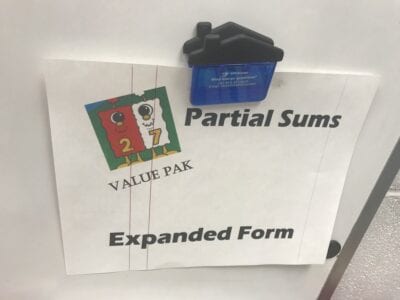 Partial Sums
2 7
VALUE PAK
Expanded Form